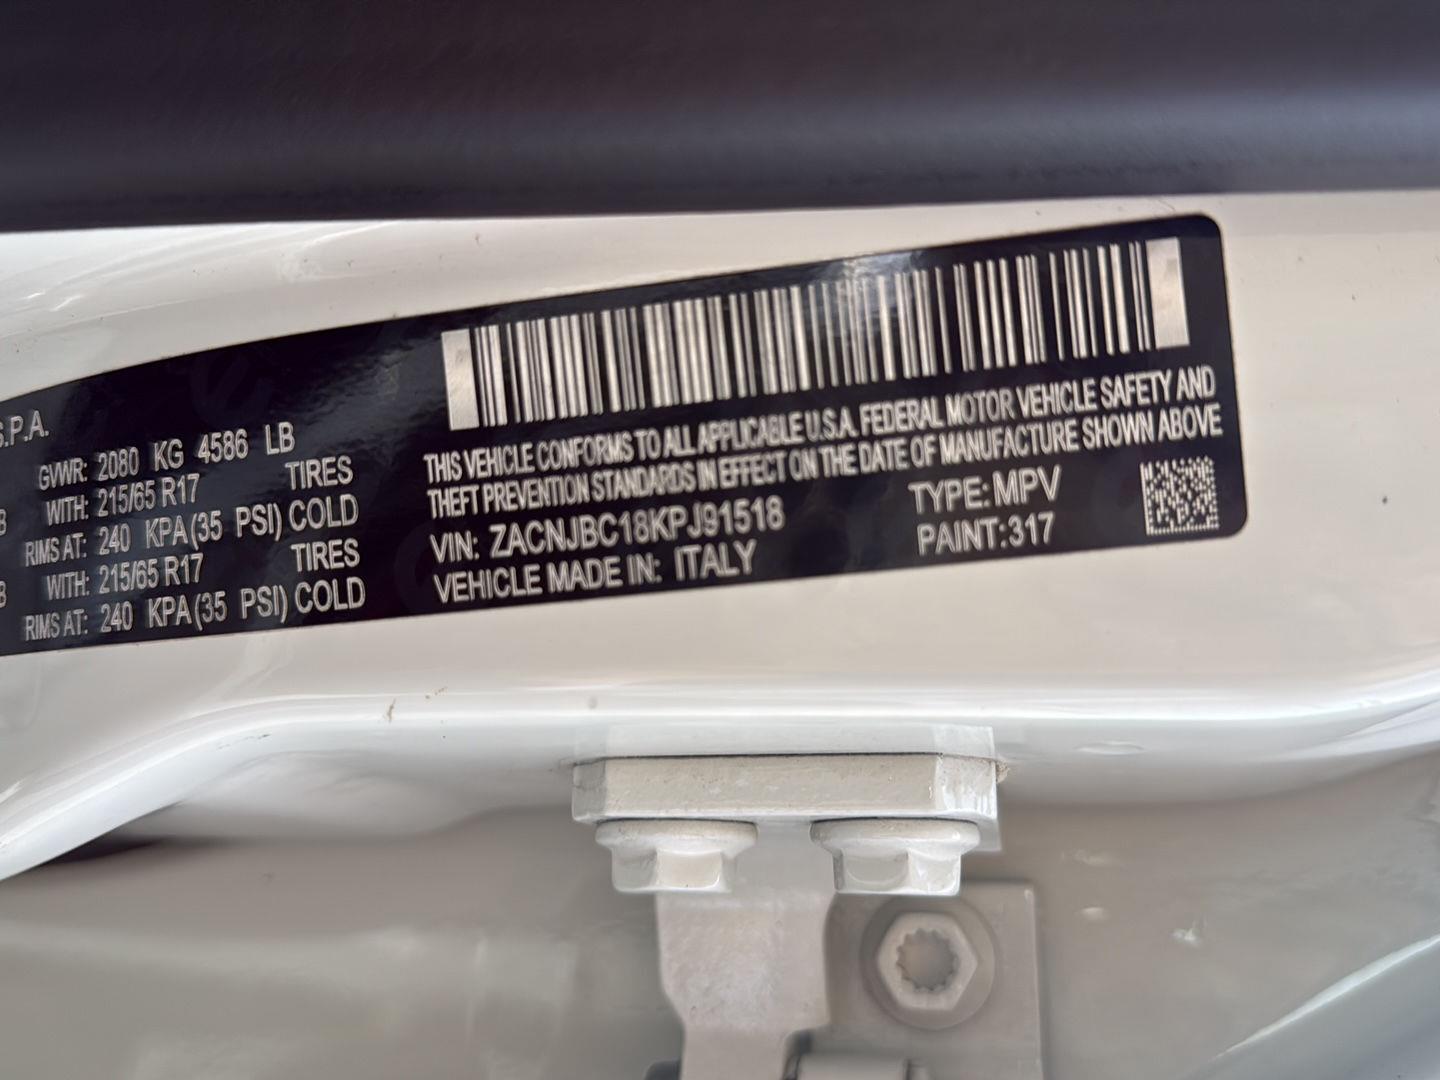 S.P.A.
GVWR: 2080 KG 4586 LB
WITH: 215/65 R17 TIRES
RIMS AT: 240 KPA (35 PSI) COLD
WITH: 215/65 R17 TIRES
RIMS AT: 240 KPA (35 PSI) COLD
THIS VEHICLE CONFORMS TO ALL APPLICABLE U.S.A. FEDERAL MOTOR VEHICLE SAFETY AND
THEFT PREVENTION STANDARDS IN EFFECT ON THE DATE OF MANUFACTURE SHOWN ABOVE
VIN: ZACNJBC18KPJ91518 TYPE: MPV
VEHICLE MADE IN: ITALY PAINT: 317